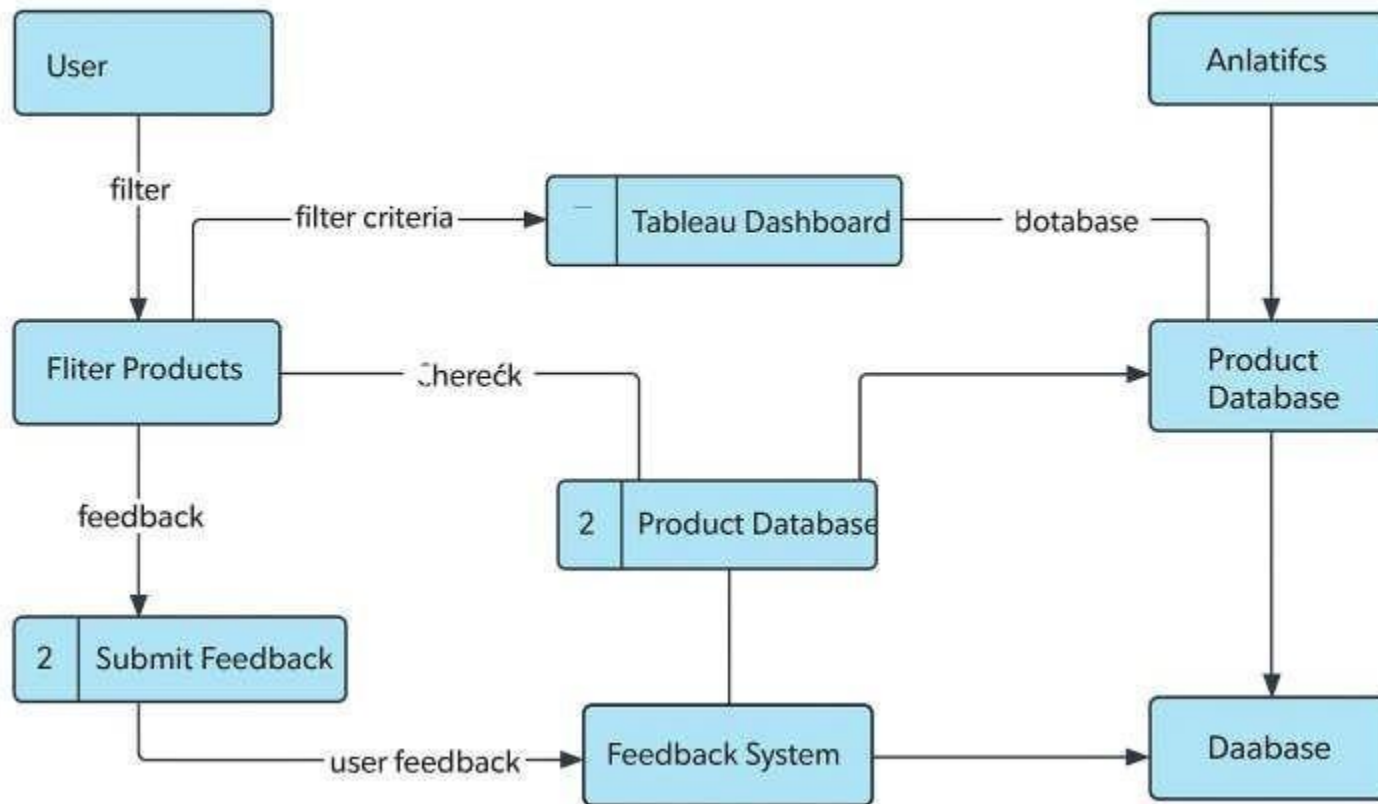 User
Anlatifcs
filter
filter criteria
Tableau Dashboard
Fliter Products
Product
Database
feedback
2 Product Database
2 Submit Feedback
user feedback
Feedback System
Daabase